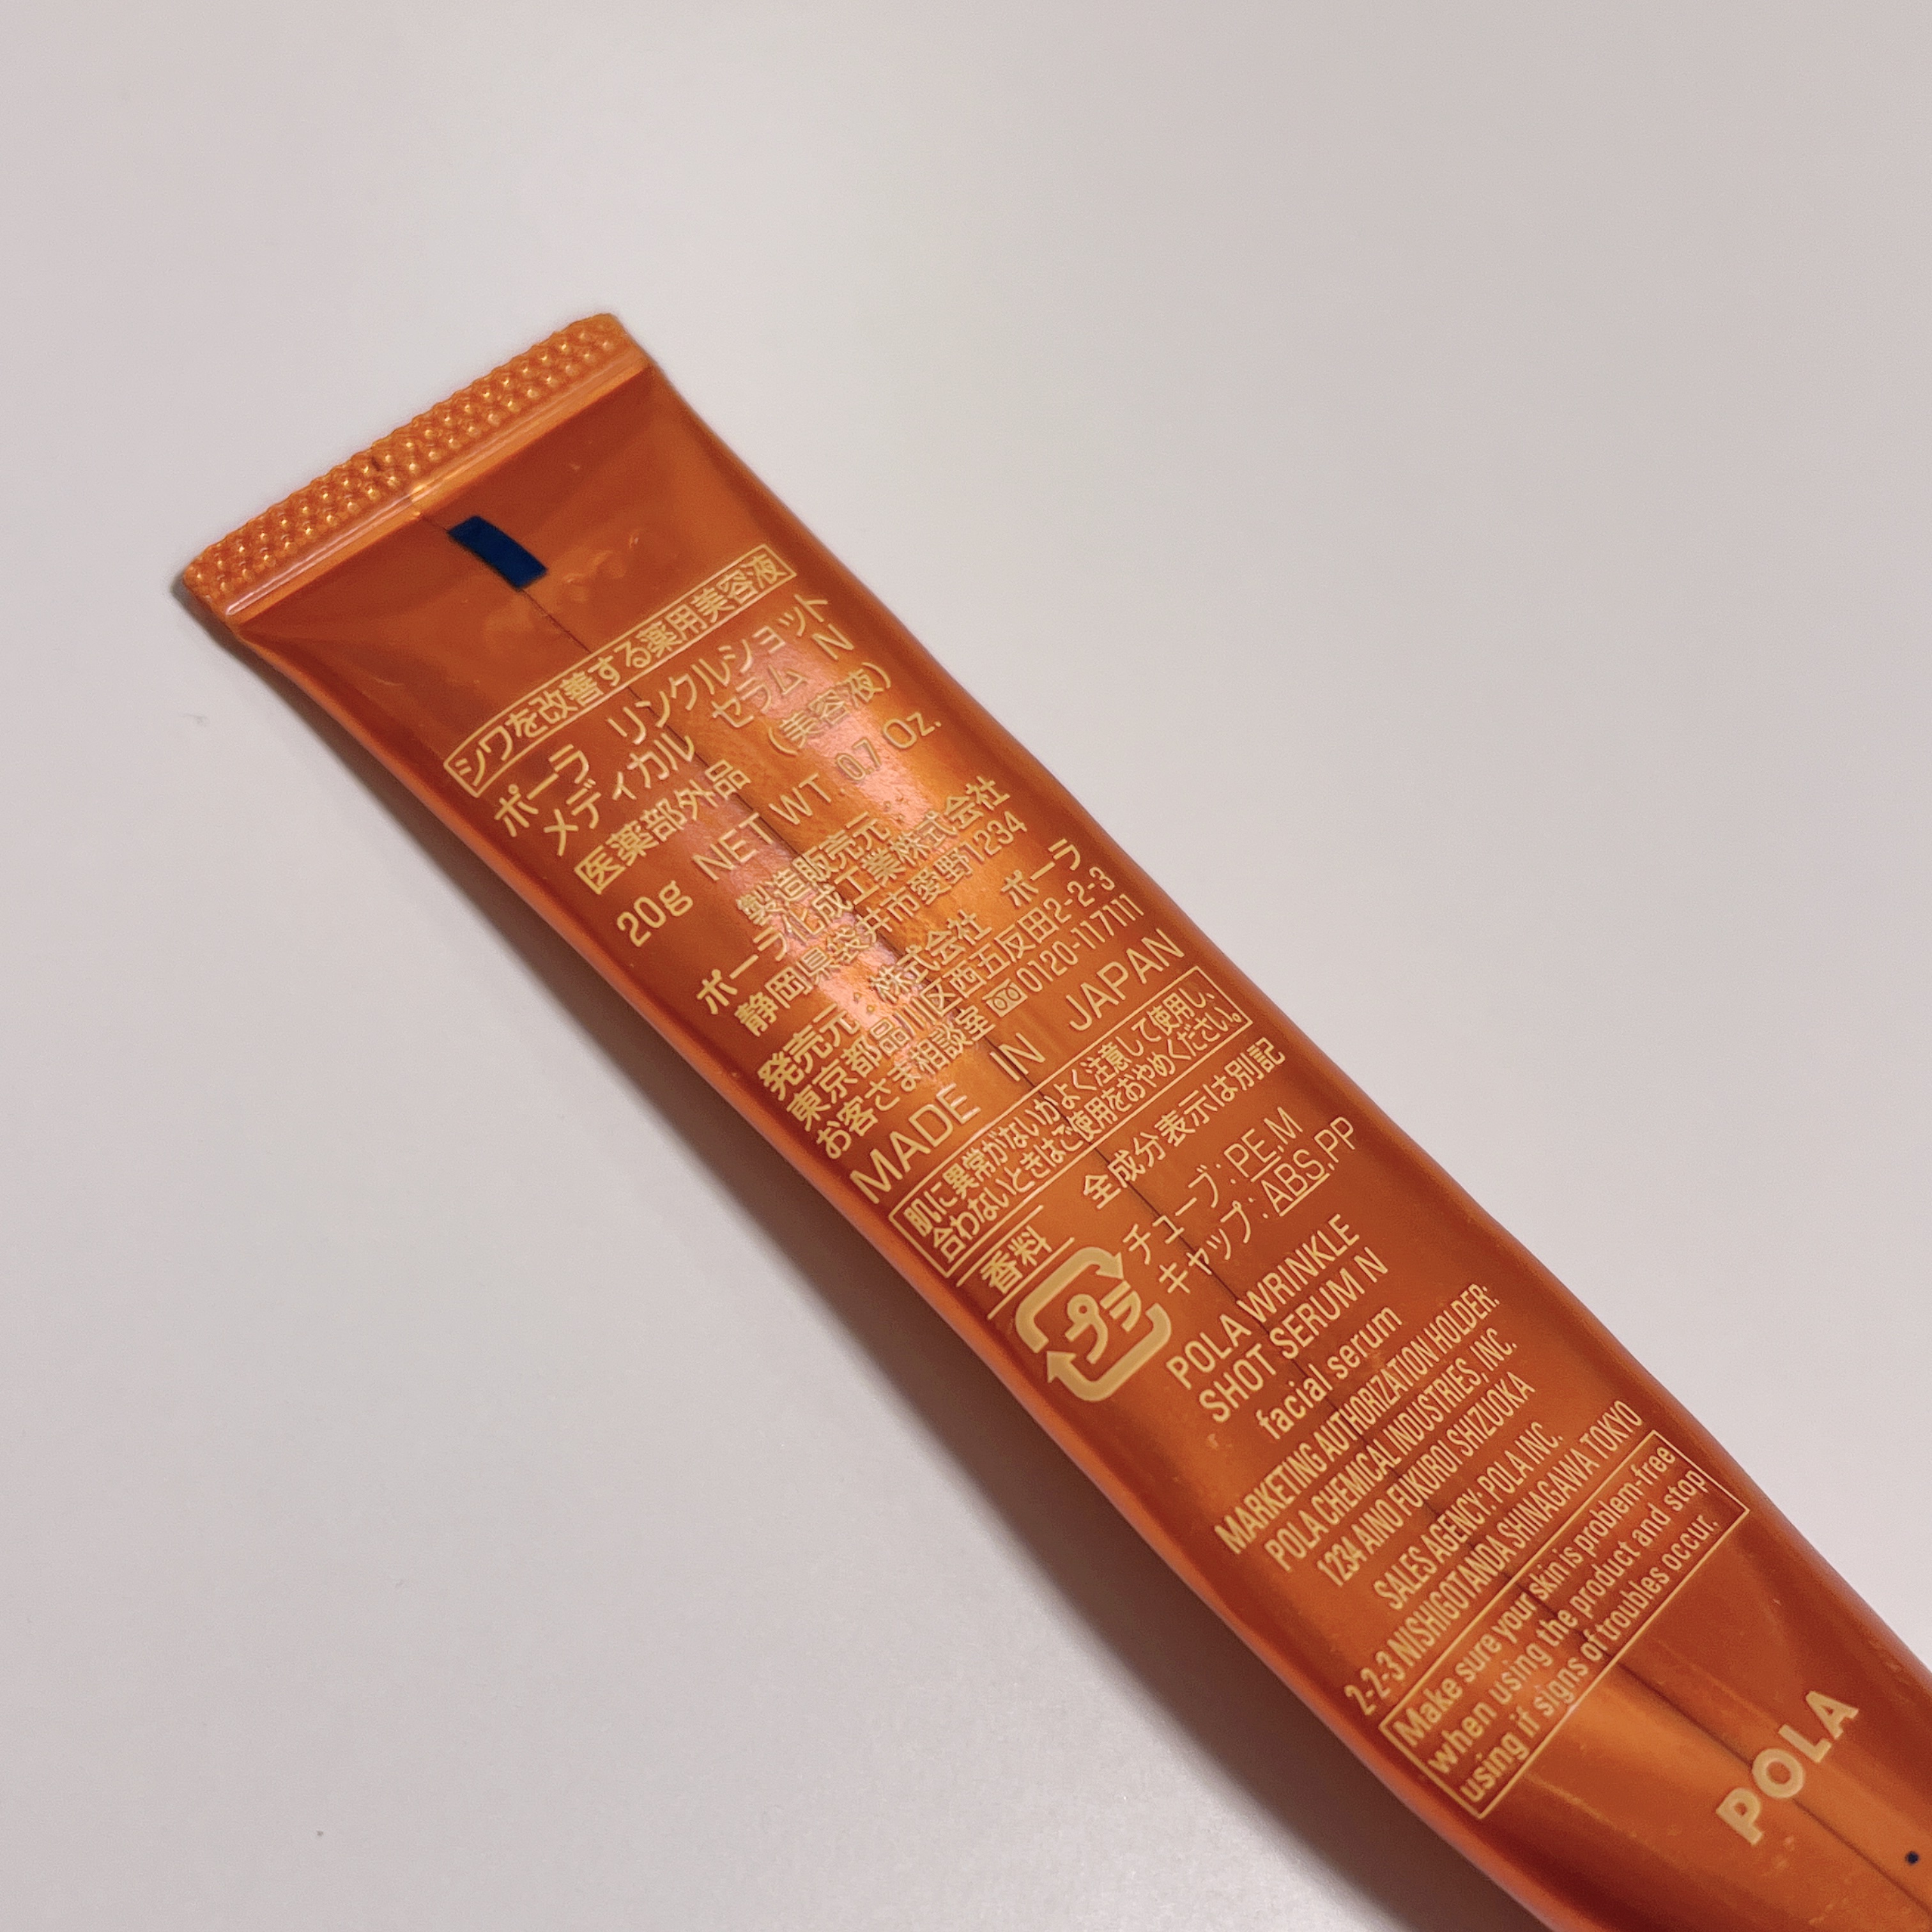 シワを改善する薬用美容液
ポーラ リンクルショット
メディカル セラム N
医薬部外品 (美容液)
20g NET WT 0.7 Oz.
製造販売元
ポーラ化成工業株式会社
静岡県袋井市愛野1234
発売元:株式会社 ポーラ
東京都品川区西五反田2-2-3
お客さま相談室 0120-117111
MADE IN JAPAN
肌に異常がないかよく注意して使用し、
合わないときはご使用をおやめください。
香料 全成分表示は別記
プラ
チューブ:PE,M
キャップ:ABS,PP
POLA WRINKLE
SHOT SERUM N
facial serum
MARKETING AUTHORIZATION HOLDER:
POLA CHEMICAL INDUSTRIES, INC.
1234 AINO FUKUROI SHIZUOKA
SALES AGENCY: POLA INC.
2-2-3 NISHIGOTANDA SHINAGAWA TOKYO
Make sure your skin is problem-free
when using the product and stop
using if signs of troubles occur.
POLA